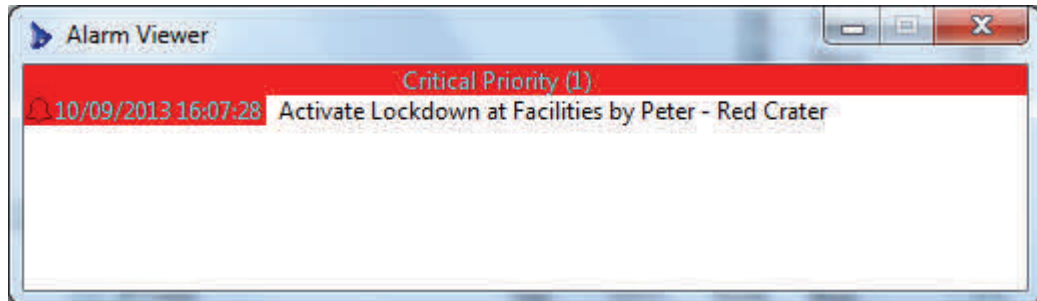 Alarm Viewer
Critical Priority (1)
10/09/2013 16:07:28 Activate Lockdown at Facilities by Peter - Red Crater